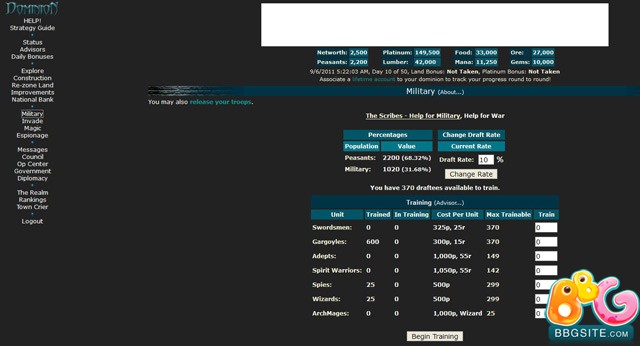 DOMINION
HELP!
Strategy Guide
Status
Advisors
Daily Bonuses
Explore
Construction
Re-zone Land
Improvements
National Bank
Military
Invade
Magic
Espionage
Messages
Council
Op Center
Government
Diplomacy
The Realm
Rankings
Town Crier
Logout
Networth: 2,500 Platinum: 149,500 Food: 33,000 Ore: 27,000
Peasants: 2,200 Lumber: 42,000 Mana: 11,250 Gems: 10,000
9/6/2011 5:22:03 AM, Day 10 of 50, Land Bonus: Not Taken, Platinum Bonus: Not Taken
Associate a lifetime account to your dominion to track your progress round to round!
Military (About...)
You may also release your troops.
The Scribes - Help for Military, Help for War
Percentages Change Draft Rate
Population Value Current Rate
Peasants: 2200 (68.32%) Draft Rate: 10 %
Military: 1020 (31.68%) Change Rate
You have 370 draftees available to train.
Training (Advisor...)
Unit Trained In Training Cost Per Unit Max Trainable Train
Swordsmen: 0 0 325p, 25r 370 0
Gargoyles: 600 0 300p, 15r 370 0
Adepts: 0 0 1,000p, 55r 149 0
Spirit Warriors: 0 0 1,050p, 55r 142 0
Spies: 25 0 500p 299 0
Wizards: 25 0 500p 299 0
ArchMages: 0 0 1,000p, Wizard 25 0
Begin Training
BBG
BBGSITE.COM